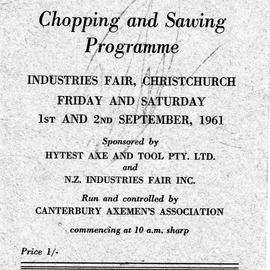 Chopping and Sawing
Programme
INDUSTRIES FAIR, CHRISTCHURCH
FRIDAY AND SATURDAY
1ST AND 2ND SEPTEMBER, 1961
Sponsored by
HYTEST AXE AND TOOL PTY. LTD.
and
N.Z. INDUSTRIES FAIR INC.
Run and controlled by
CANTERBURY AXEMEN'S ASSOCIATION
commencing at 10 a.m. sharp
Price 1/-